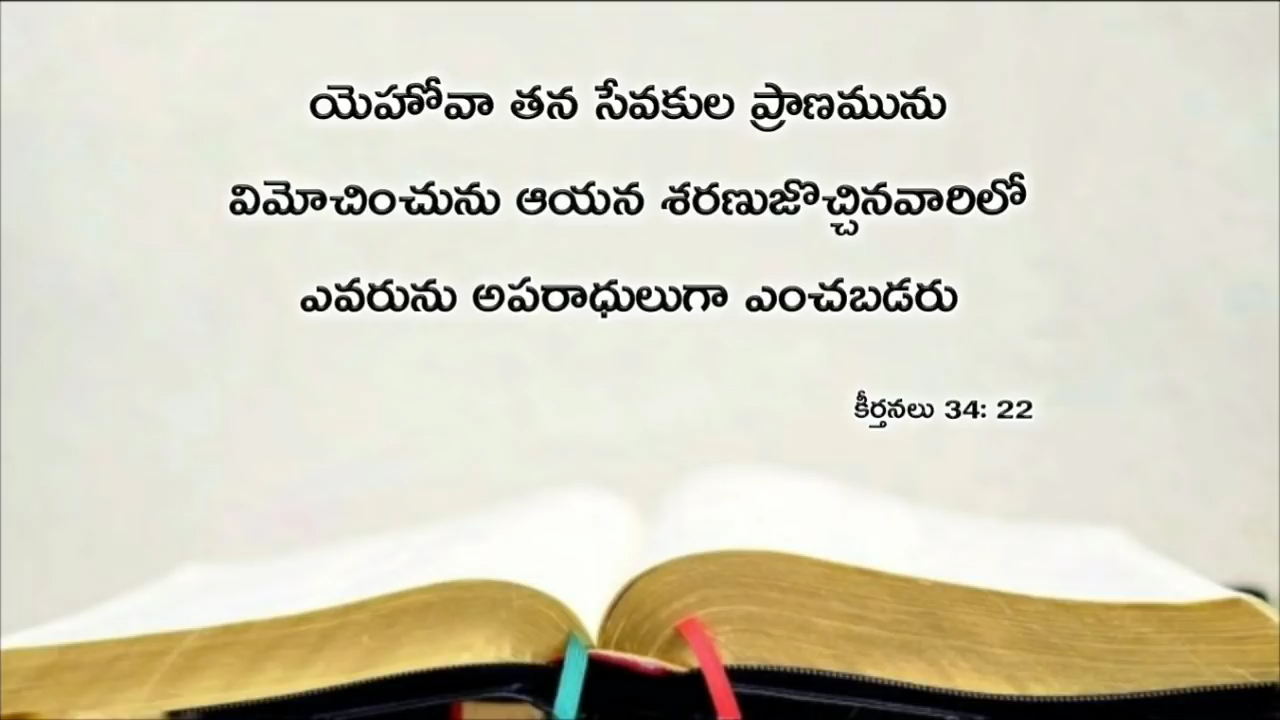 యెహోవా తన సేవకుల ప్రాణమును
విమోచించును ఆయన శరణుజొచ్చినవారిలో
ఎవరును అపరాధులుగా ఎంచబడరు
కీర్తనలు 34: 22